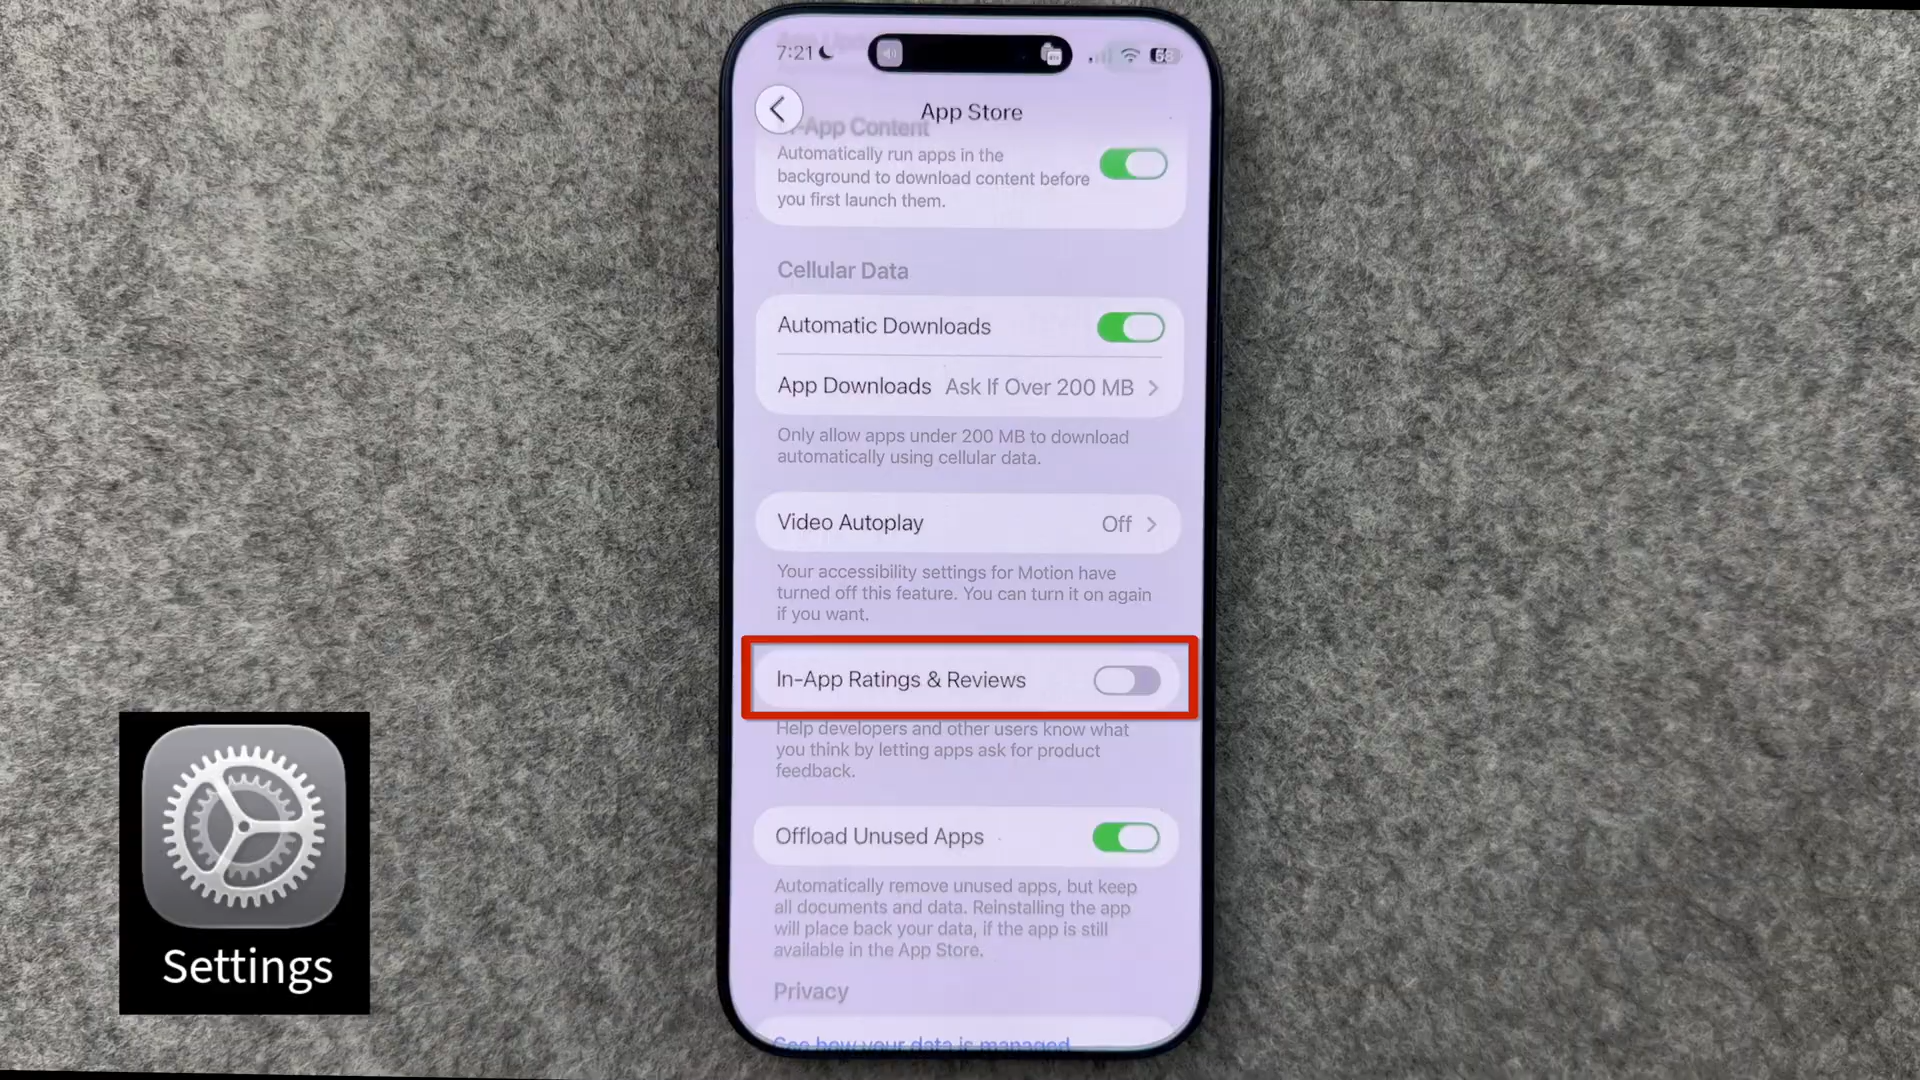 7:21
68
App Store
In-App Content
Automatically run apps in the
background to download content before
you first launch them.
Cellular Data
Automatic Downloads
App Downloads Ask If Over 200 MB
Only allow apps under 200 MB to download
automatically using cellular data.
Video Autoplay Off
Your accessibility settings for Motion have
turned off this feature. You can turn it on again
if you want.
In-App Ratings & Reviews
Help developers and other users know what
you think by letting apps ask for product
feedback.
Offload Unused Apps
Automatically remove unused apps, but keep
all documents and data. Reinstalling the app
will place back your data, if the app is still
available in the App Store.
Privacy
See how your data is managed
Settings